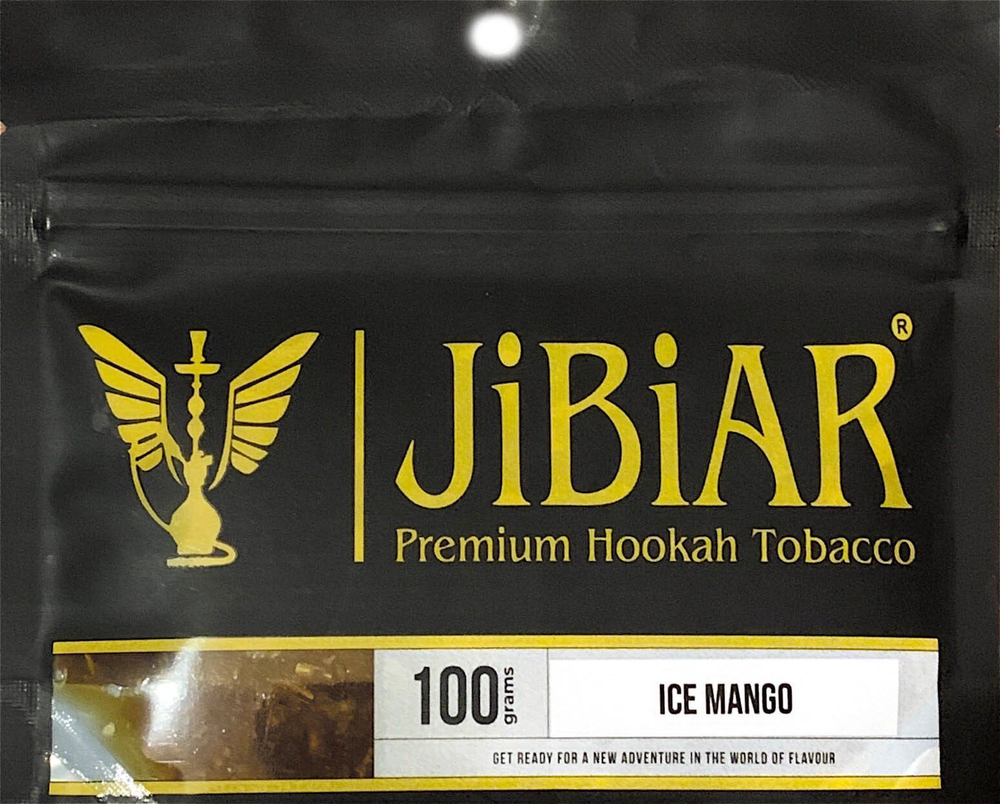 JiBiAR®
Premium Hookah Tobacco
100 grams
ICE MANGO
GET READY FOR A NEW ADVENTURE IN THE WORLD OF FLAVOUR